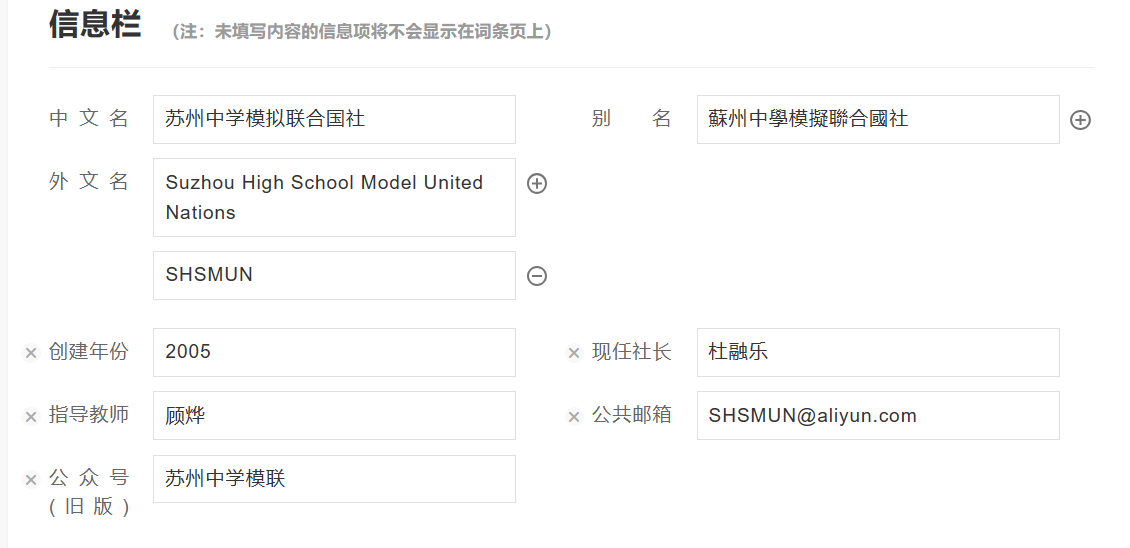 信息栏 （注：未填写内容的信息项将不会显示在词条页上）
中文名 苏州中学模拟联合国社 别名 蘇州中學模擬聯合國社
外文名 Suzhou High School Model United
Nations
SHSMUN
创建年份 2005 现任社长 杜融乐
指导教师 顾烨 公共邮箱 SHSMUN@aliyun.com
公众号 苏州中学模联
(旧版)